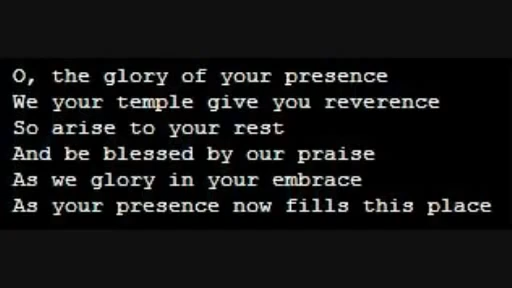 O, the glory of your presence
We your temple give you reverence
So arise to your rest
And be blessed by our praise
As we glory in your embrace
As your presence now fills this place